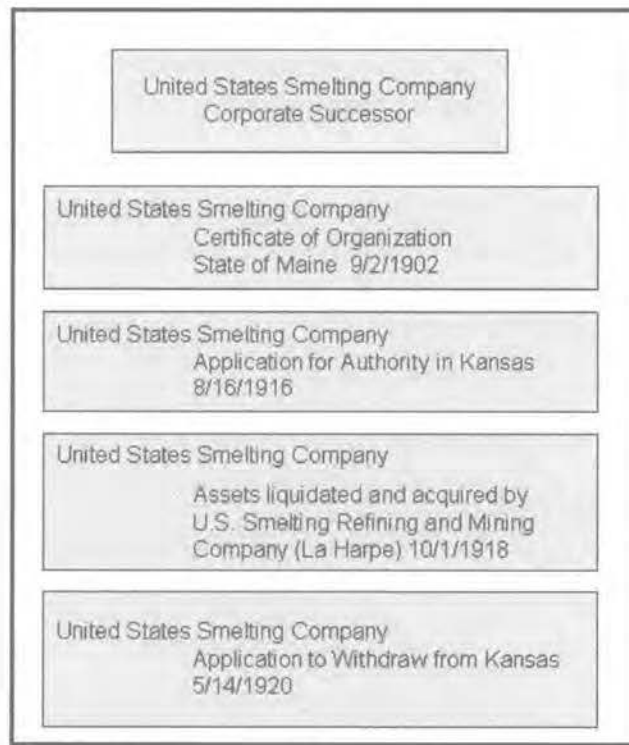 United States Smelting Company
Corporate Successor
United States Smelting Company
Certificate of Organization
State of Maine 9/2/1902
United States Smelting Company
Application for Authority in Kansas
8/16/1916
United States Smelting Company
Assets liquidated and acquired by
U.S. Smelting Refining and Mining
Company (La Harpe) 10/1/1918
United States Smelting Company
Application to Withdraw from Kansas
5/14/1920